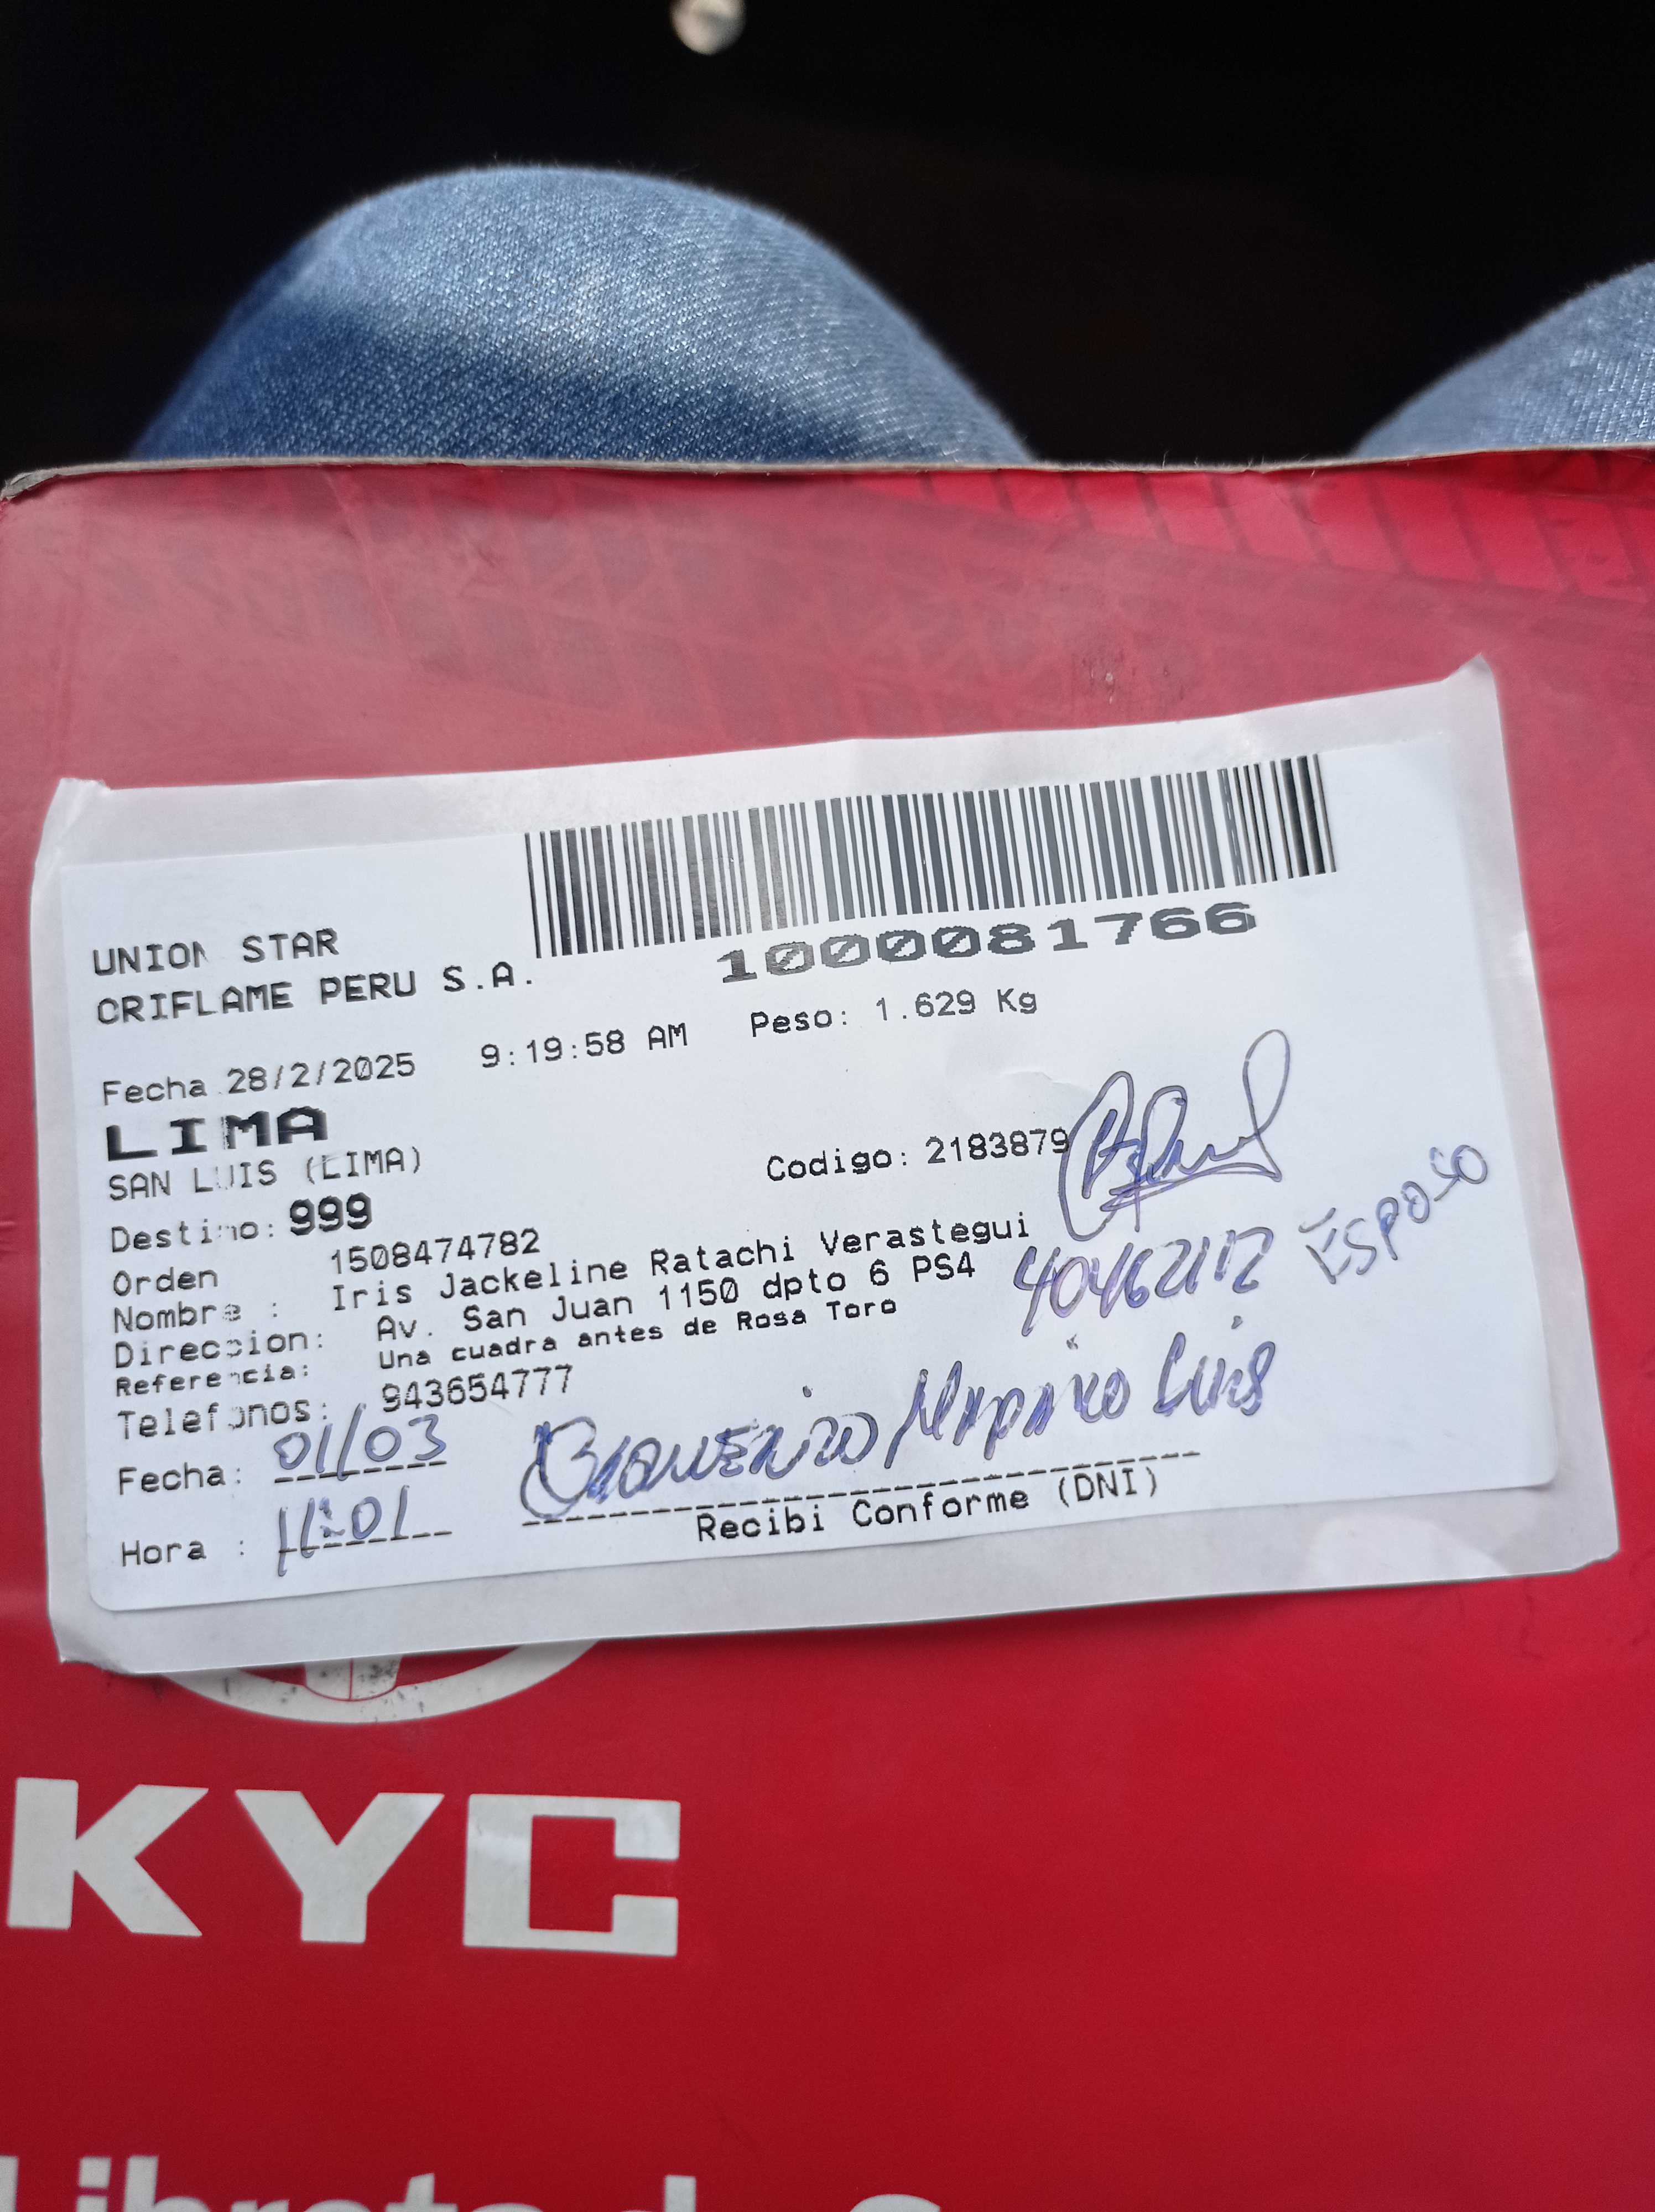 1000081766
UNION STAR
ORIFLAME PERU S.A.
Fecha 28/2/2025 9:19:58 AM Peso: 1.629 Kg
LIMA
SAN LUIS (LIMA) Codigo: 2183879
Destino: 999
Orden 1508474782
Nombre : Iris Jackeline Ratachi Verastegui
Direccion: Av. San Juan 1150 dpto 6 PS4
Referencia: Una cuadra antes de Rosa Toro
Telefonos: 943654777
ESPOSO
Fecha: 01/03
Luis
Hora : 11:01
Recibi Conforme (DNI)
KYC